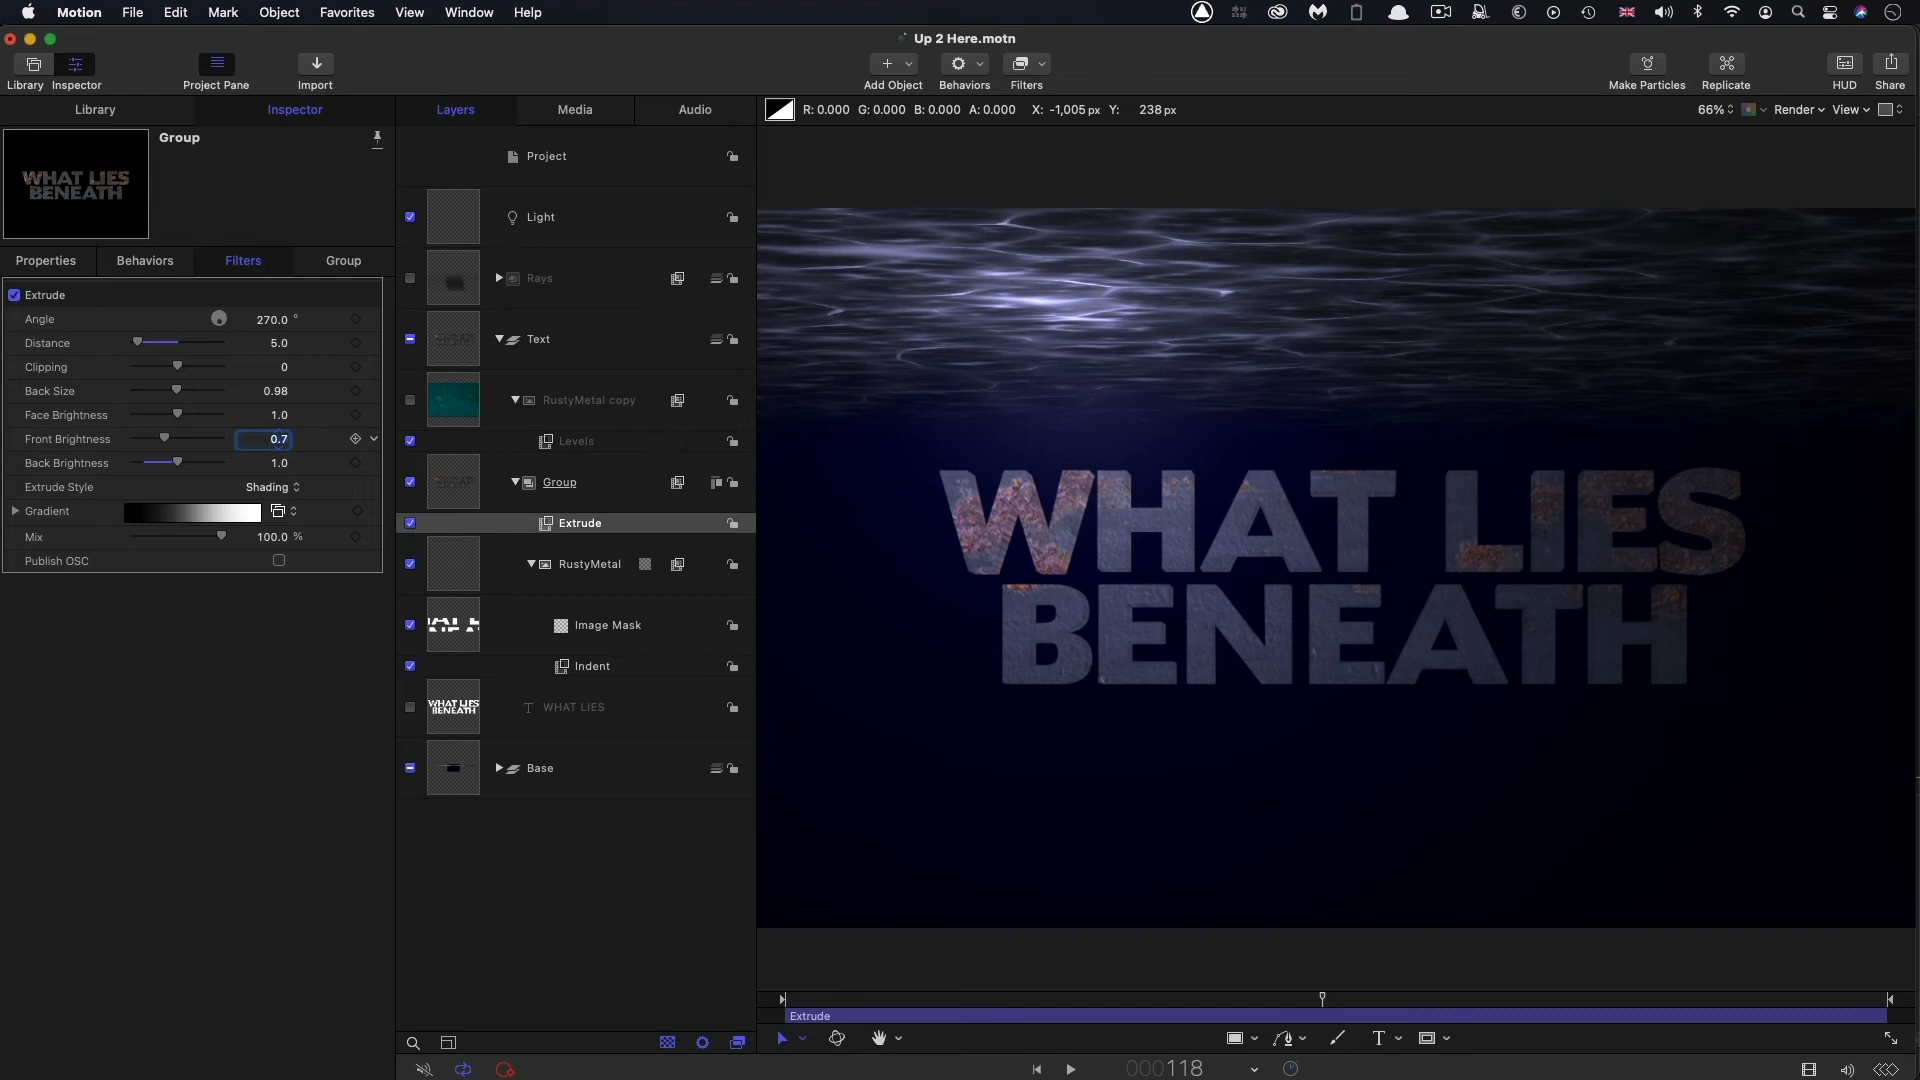 Motion File Edit Mark Object Favorites View Window Help
Up 2 Here.motn
Library Inspector Project Pane Import Add Object Behaviors Filters Make Particles Replicate HUD Share
Library Inspector Layers Media Audio R: 0.000 G: 0.000 B: 0.000 A: 0.000 X: -1,005 px Y: 238 px 66% Render View
Group
WHAT LIES
BENEATH
Properties Behaviors Filters Group
Extrude
Angle 270.0 °
Distance 5.0
Clipping 0
Back Size 0.98
Face Brightness 1.0
Front Brightness 0.7
Back Brightness 1.0
Extrude Style Shading
Gradient
Mix 100.0 %
Publish OSC
Project
Light
Rays
Text
RustyMetal copy
Levels
Group
Extrude
RustyMetal
Image Mask
Indent
WHAT LIES
BENEATH
WHAT LIES
Base
WHAT LIES
BENEATH
Extrude
T
000118